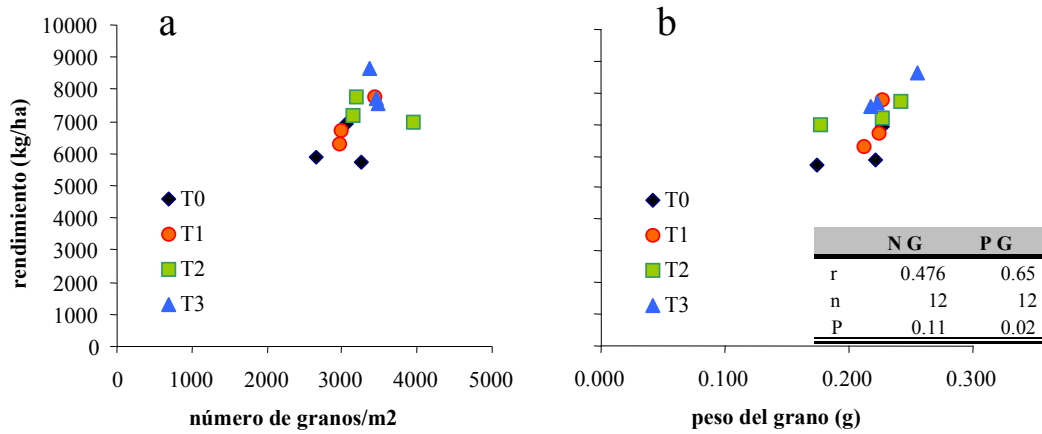 a
b
10000
9000
8000
7000
6000
5000
4000
3000
2000
1000
0
rendimiento (kg/ha)
T0
T1
T2
T3
0 1000 2000 3000 4000 5000
número de granos/m2
T0
T1
T2
T3
N G P G
r 0.476 0.65
n 12 12
P 0.11 0.02
0.000 0.100 0.200 0.300
peso del grano (g)